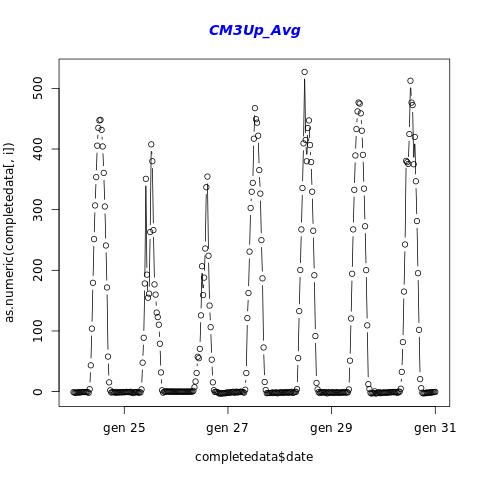 CM3Up_Avg
as.numeric(completedata[, i])
500
400
300
200
100
0
gen 25
gen 27
gen 29
gen 31
completedata$date